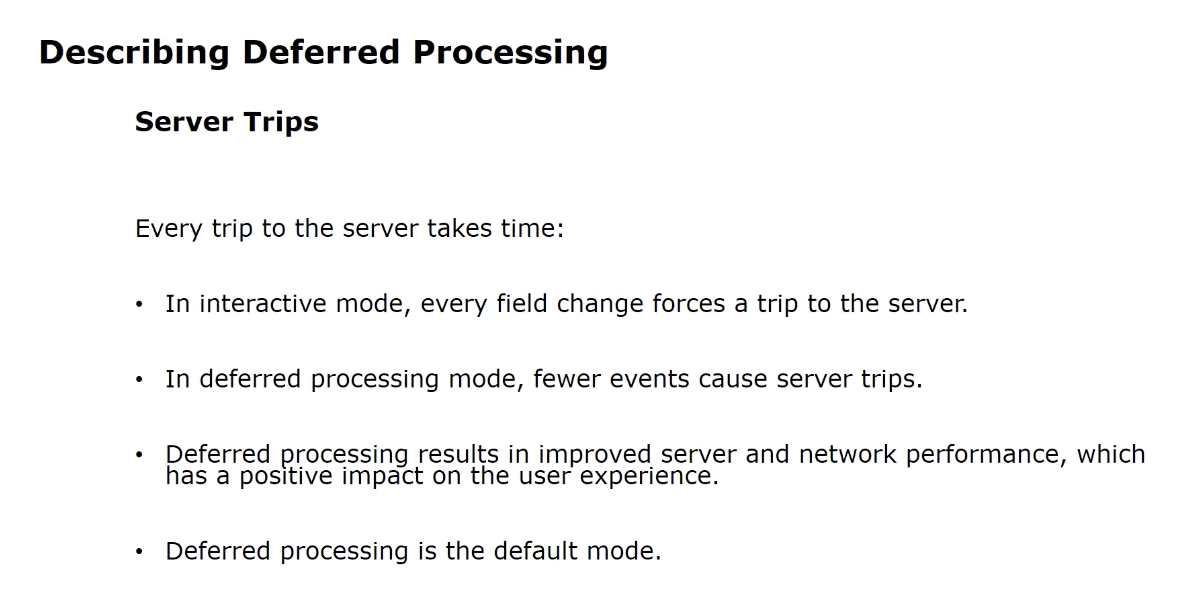 Describing Deferred Processing
Server Trips
Every trip to the server takes time:
• In interactive mode, every field change forces a trip to the server.
• In deferred processing mode, fewer events cause server trips.
• Deferred processing results in improved server and network performance, which
has a positive impact on the user experience.
• Deferred processing is the default mode.